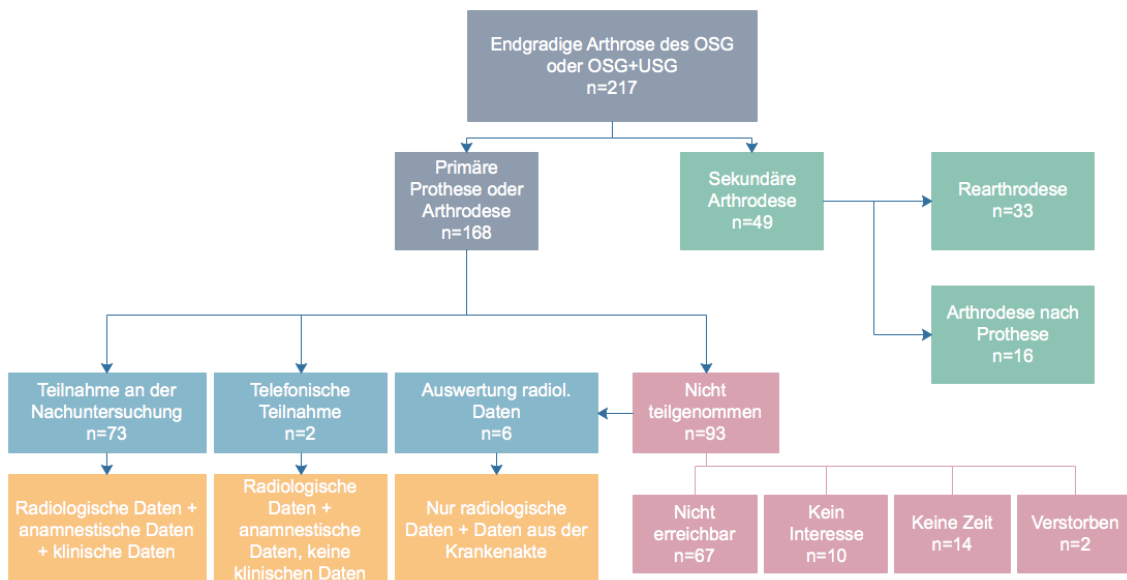 Endgradige Arthrose des OSG
oder OSG+USG
n=217
Primäre
Prothese oder
Arthrodese
n=168
Sekundäre
Arthrodese
n=49
Rearthrodese
n=33
Arthrodese nach
Prothese
n=16
Teilnahme an der
Nachuntersuchung
n=73
Telefonische
Teilnahme
n=2
Auswertung radiol.
Daten
n=6
Nicht
teilgenommen
n=93
Radiologische Daten +
anamnestische Daten
+ klinische Daten
Radiologische
Daten +
anamnestische
Daten, keine
klinischen Daten
Nur radiologische
Daten + Daten aus der
Krankenakte
Nicht
erreichbar
n=67
Kein
Interesse
n=10
Keine Zeit
n=14
Verstorben
n=2